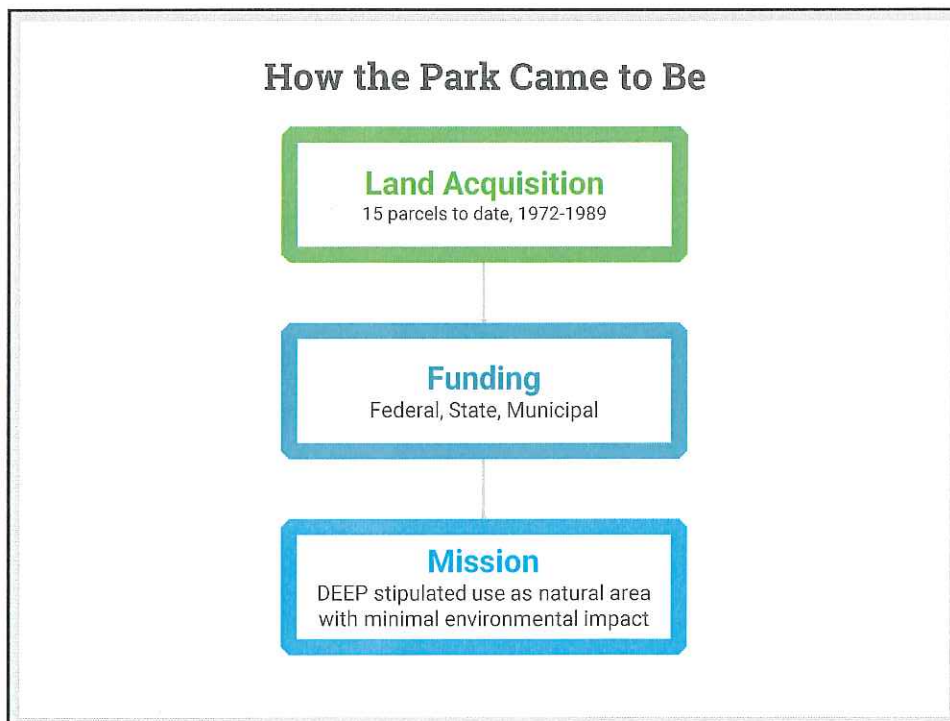 How the Park Came to Be
Land Acquisition
15 parcels to date, 1972-1989
Funding
Federal, State, Municipal
Mission
DEEP stipulated use as natural area
with minimal environmental impact